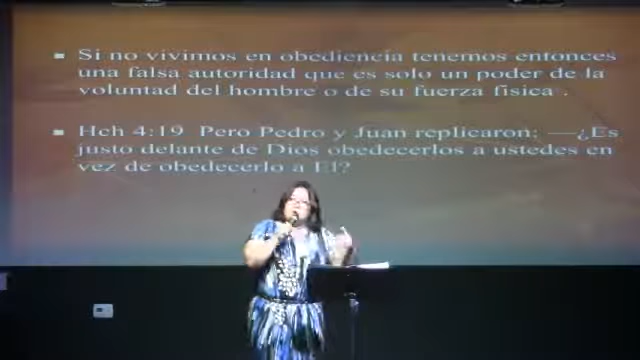 Si no vivimos en obediencia tenemos entonces
una falsa autoridad que es solo un poder de la
voluntad del hombre o de su fuerza física .
Hch 4:19 Pero Pedro y Juan replicaron: —¿Es
justo delante de Dios obedecerlos a ustedes en
vez de obedecerlo a Él?